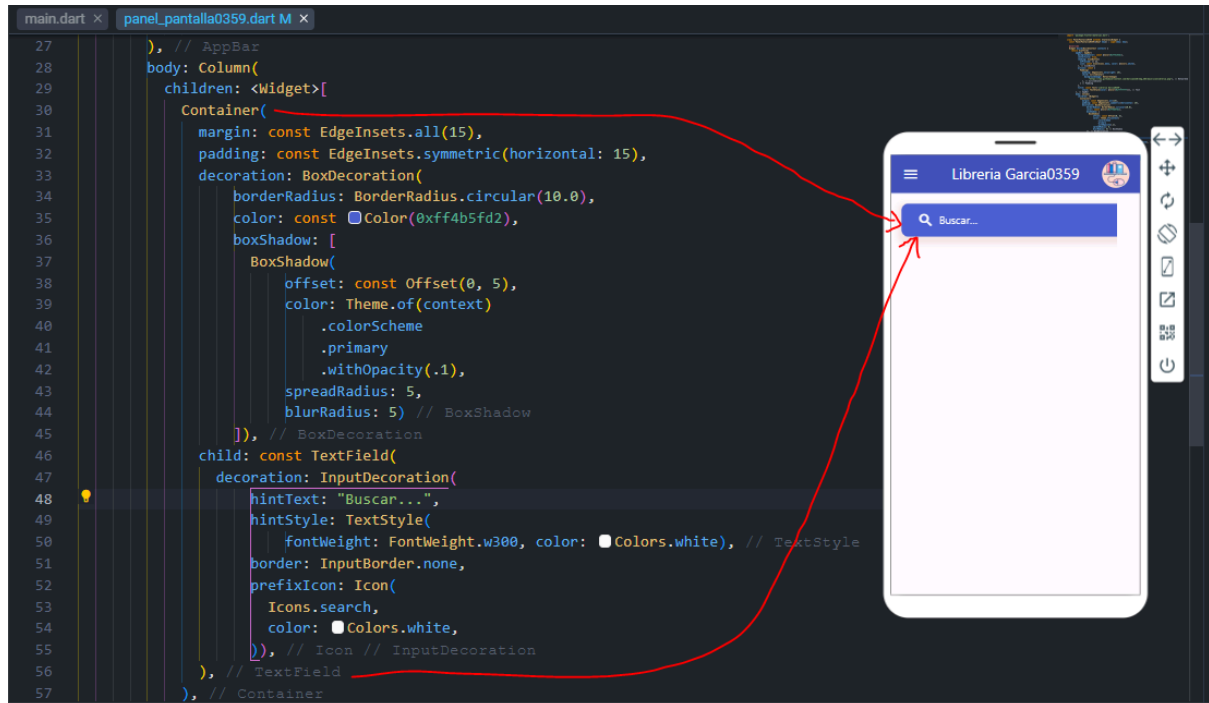 main.dart ×
panel_pantalla0359.dart M ×
27 ), // AppBar
28 body: Column(
29 children: <Widget>[
30 Container(
31 margin: const EdgeInsets.all(15),
32 padding: const EdgeInsets.symmetric(horizontal: 15),
33 decoration: BoxDecoration(
34 borderRadius: BorderRadius.circular(10.0),
35 color: const Color(0xff4b5fd2),
36 boxShadow: [
37 BoxShadow(
38 offset: const Offset(0, 5),
39 color: Theme.of(context)
40 .colorScheme
41 .primary
42 .withOpacity(.1),
43 spreadRadius: 5,
44 blurRadius: 5) // BoxShadow
45 ]), // BoxDecoration
46 child: const TextField(
47 decoration: InputDecoration(
48 hintText: "Buscar...",
49 hintStyle: TextStyle(
50 fontWeight: FontWeight.w300, color: Colors.white), // TextStyle
51 border: InputBorder.none,
52 prefixIcon: Icon(
53 Icons.search,
54 color: Colors.white,
55 )), // Icon // InputDecoration
56 ), // TextField
57 ), // Container
Libreria Garcia0359
Buscar...